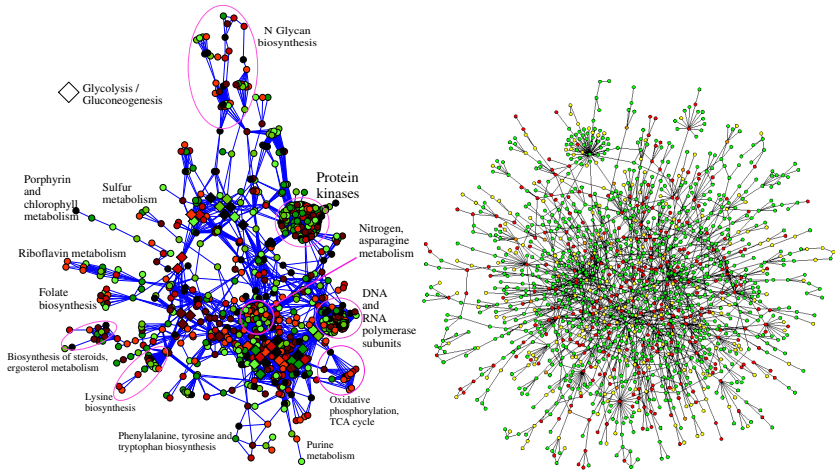 N Glycan
biosynthesis
Glycolysis /
Gluconeogenesis
Porphyrin
and
chlorophyll
metabolism
Sulfur
metabolism
Protein
kinases
Nitrogen,
asparagine
metabolism
Riboflavin metabolism
Folate
biosynthesis
DNA
and
RNA
polymerase
subunits
Biosynthesis of steroids,
ergosterol metabolism
Lysine
biosynthesis
Oxidative
phosphorylation,
TCA cycle
Phenylalanine, tyrosine and
tryptophan biosynthesis
Purine
metabolism